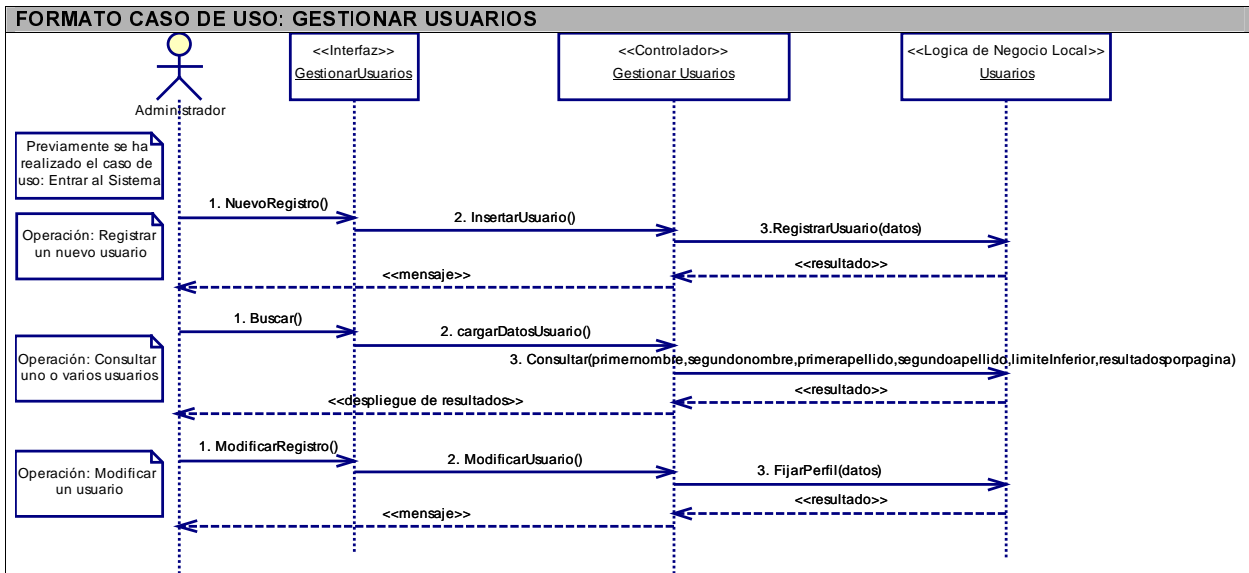 FORMATO CASO DE USO: GESTIONAR USUARIOS
<<Interfaz>>
GestionarUsuarios
<<Controlador>>
Gestionar Usuarios
<<Logica de Negocio Local>>
Usuarios
Administrador
Previamente se ha
realizado el caso de
uso: Entrar al Sistema
1. NuevoRegistro()
2. InsertarUsuario()
3.RegistrarUsuario(datos)
Operación: Registrar
un nuevo usuario
<<resultado>>
<<mensaje>>
1. Buscar()
2. cargarDatosUsuario()
Operación: Consultar
uno o varios usuarios
3. Consultar(primernombre,segundonombre,primerapellido,segundoapellido,limiteInferior,resultadosporpagina)
<<resultado>>
<<despliegue de resultados>>
1. ModificarRegistro()
2. ModificarUsuario()
3. FijarPerfil(datos)
Operación: Modificar
un usuario
<<resultado>>
<<mensaje>>